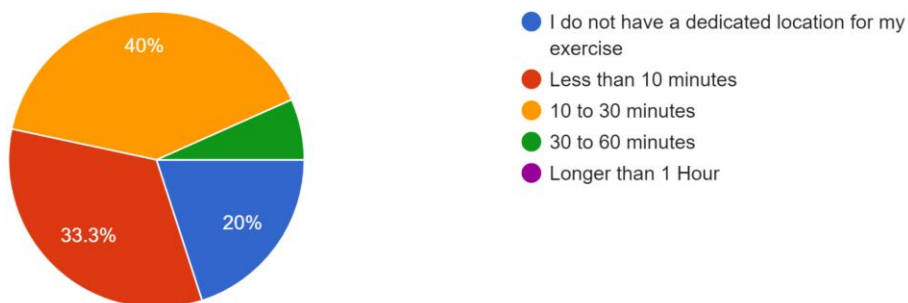 40%
33.3%
20%
I do not have a dedicated location for my
exercise
Less than 10 minutes
10 to 30 minutes
30 to 60 minutes
Longer than 1 Hour